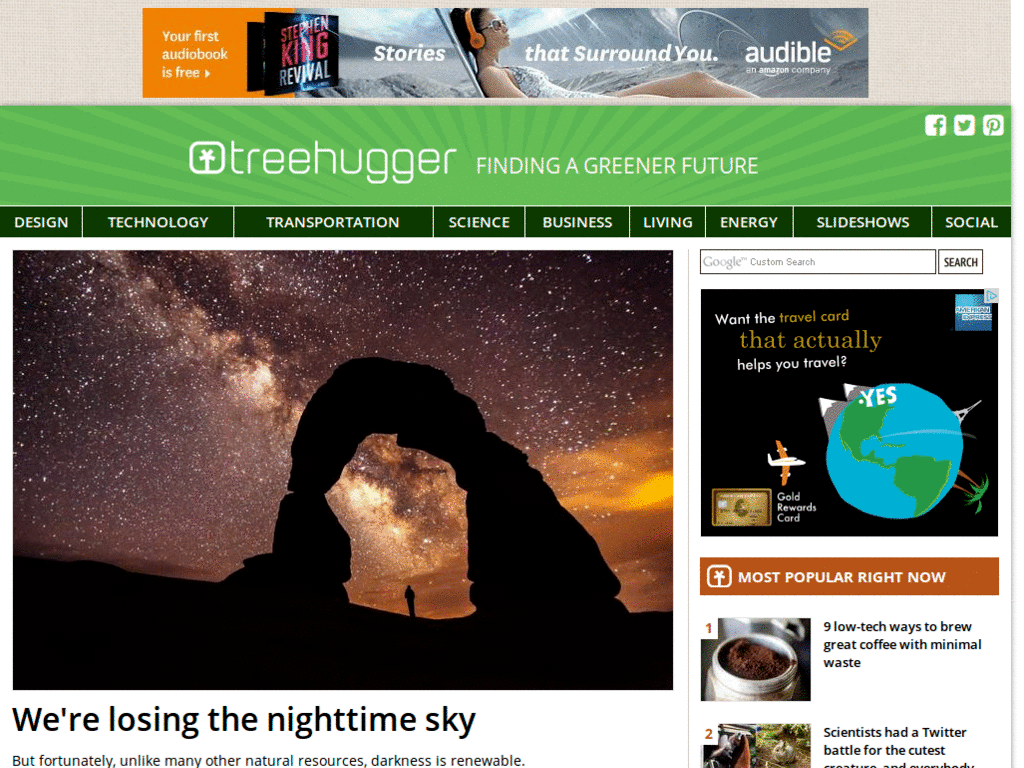 Your first
audiobook
is free
STEPHEN
KING
REVIVAL
Stories that Surround You.
audible
an amazon company
treehugger FINDING A GREENER FUTURE
DESIGN TECHNOLOGY TRANSPORTATION SCIENCE BUSINESS LIVING ENERGY SLIDESHOWS SOCIAL
Google™ Custom Search SEARCH
AMERICAN
EXPRESS
Want the travel card
that actually
helps you travel?
YES
Gold
Rewards
Card
MOST POPULAR RIGHT NOW
1 9 low-tech ways to brew
great coffee with minimal
waste
We're losing the nighttime sky
2 Scientists had a Twitter
battle for the cutest
creature, and everybody
But fortunately, unlike many other natural resources, darkness is renewable.